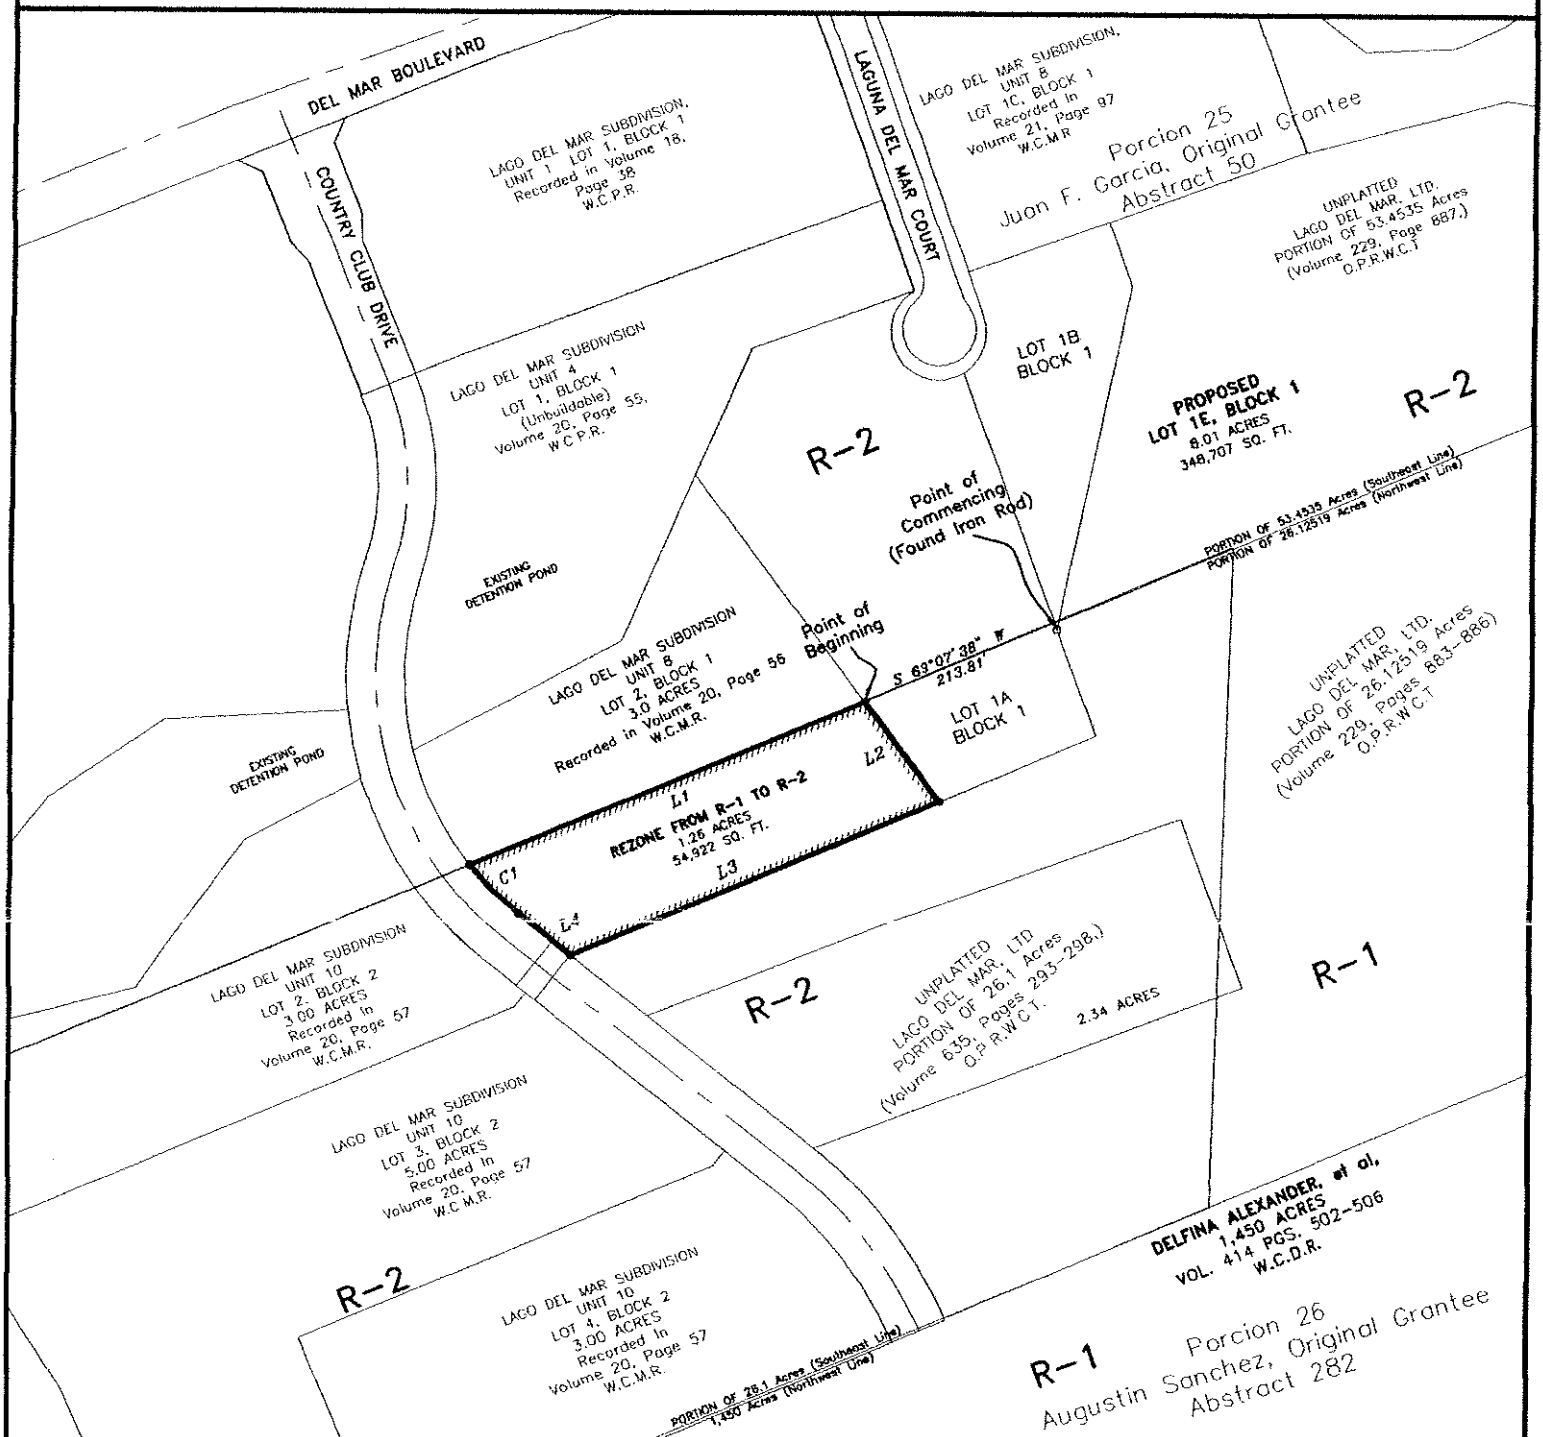 DEL MAR BOULEVARD
COUNTRY CLUB DRIVE
LAGUNA DEL MAR COURT
LAGO DEL MAR SUBDIVISION,
UNIT 1 LOT 1, BLOCK 1
Recorded in Volume 18,
Page 38
W.C.P.R.
LAGO DEL MAR SUBDIVISION,
UNIT 8
LOT 1C, BLOCK 1
Recorded in
Volume 21, Page 97
W.C.M.R
Porcion 25
Juan F. Garcia, Original Grantee
Abstract 50
UNPLATTED
LAGO DEL MAR, LTD.
PORTION OF 53.4535 Acres
(Volume 229, Page 887,)
O.P.R.W.C.T
LAGO DEL MAR SUBDIVISION
UNIT 4
LOT 1, BLOCK 1
(Unbuildable)
Volume 20, Page 55,
W.C.P.R.
LOT 1B
BLOCK 1
PROPOSED
LOT 1E, BLOCK 1
8.01 ACRES
348,707 SQ. FT.
R-2
R-2
Point of
Commencing
(Found Iron Rod)
PORTION OF 53.4535 Acres (Southeast Line)
PORTION OF 26.12519 Acres (Northwest Line)
EXISTING
DETENTION POND
LAGO DEL MAR SUBDIVISION
UNIT 8
LOT 2, BLOCK 1
3.0 ACRES
Recorded in Volume 20, Page 56
W.C.M.R.
Point of
Beginning
S 69°07'38" W
213.81'
LOT 1A
BLOCK 1
UNPLATTED
LAGO DEL MAR, LTD.
PORTION OF 26.12519 Acres
(Volume 229, Pages 883-886)
O.P.R.W.C.T
EXISTING
DETENTION POND
L1
L2
REZONE FROM R-1 TO R-2
1.26 ACRES
54,922 SQ. FT.
C1
L3
L4
LAGO DEL MAR SUBDIVISION
UNIT 10
LOT 2, BLOCK 2
3.00 ACRES
Recorded in
Volume 20, Page 57
W.C.M.R.
R-2
UNPLATTED
LAGO DEL MAR, LTD
PORTION OF 26.1 Acres
(Volume 635, Pages 293-298,)
O.P.R.W.C.T.
2.34 ACRES
R-1
LAGO DEL MAR SUBDIVISION
UNIT 10
LOT 3, BLOCK 2
5.00 ACRES
Recorded In
Volume 20, Page 57
W.C.M.R.
DELFINA ALEXANDER, et al,
1,450 ACRES
VOL. 414 PGS. 502-506
W.C.D.R.
R-2
LAGO DEL MAR SUBDIVISION
UNIT 10
LOT 4, BLOCK 2
3.00 ACRES
Recorded In
Volume 20, Page 57
W.C.M.R.
PORTION OF 26.1 Acres (Southeast Line)
1,450 Acres (Northwest Line)
R-1
Porcion 26
Augustin Sanchez, Original Grantee
Abstract 282